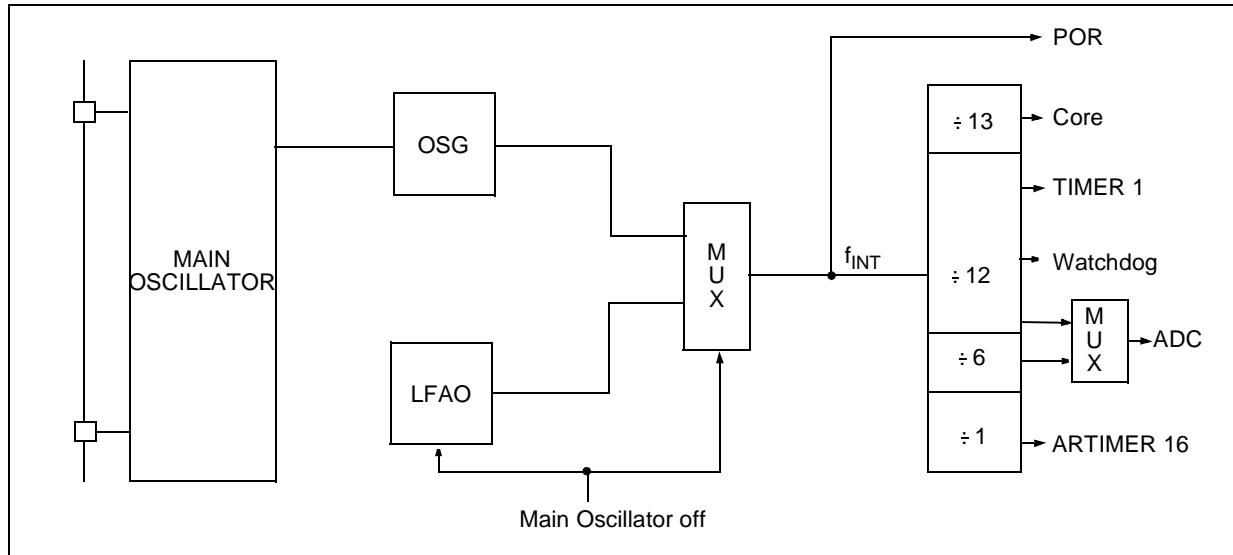 POR
÷ 13
Core
OSG
TIMER 1
MAIN
OSCILLATOR
M
U
X
f_INT
÷ 12
Watchdog
M
U
X
ADC
÷ 6
LFAO
÷ 1
ARTIMER 16
Main Oscillator off